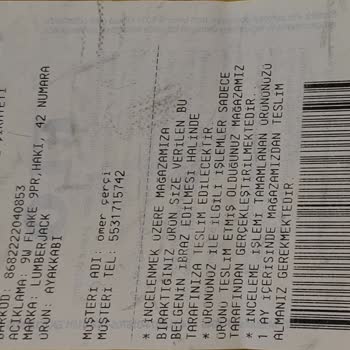 BARKOD: 8682222040853
AÇIKLAMA: 9W FLAKE 9PR,HAKİ, 42 NUMARA
MARKA: LUMBERJACK
ÜRÜN: AYAKKABI
MÜŞTERİ ADI: ömer çerçi
MÜŞTERİ TEL: 5531715742
* İNCELENMEK ÜZERE MAĞAZAMIZA
BIRAKTIĞINIZ ÜRÜN SİZE VERİLEN BU
BELGENİN İBRAZ EDİLMESİ HALİNDE
TARAFINIZA TESLİM EDİLECEKTİR
* ÜRÜNÜNÜZ İLE İLGİLİ İŞLEMLER SADECE
ÜRÜNÜ TESLİM ETMİŞ OLDUĞUNUZ MAĞAZAMIZ
TARAFINDAN GERÇEKLEŞTİRİLMEKTEDİR.
* İNCELEME İŞLEMİ TAMAMLANAN ÜRÜNÜNÜZÜ
1 AY İÇERİSİNDE MAĞAZAMIZDAN TESLİM
ALMANIZ GEREKMEKTEDİR